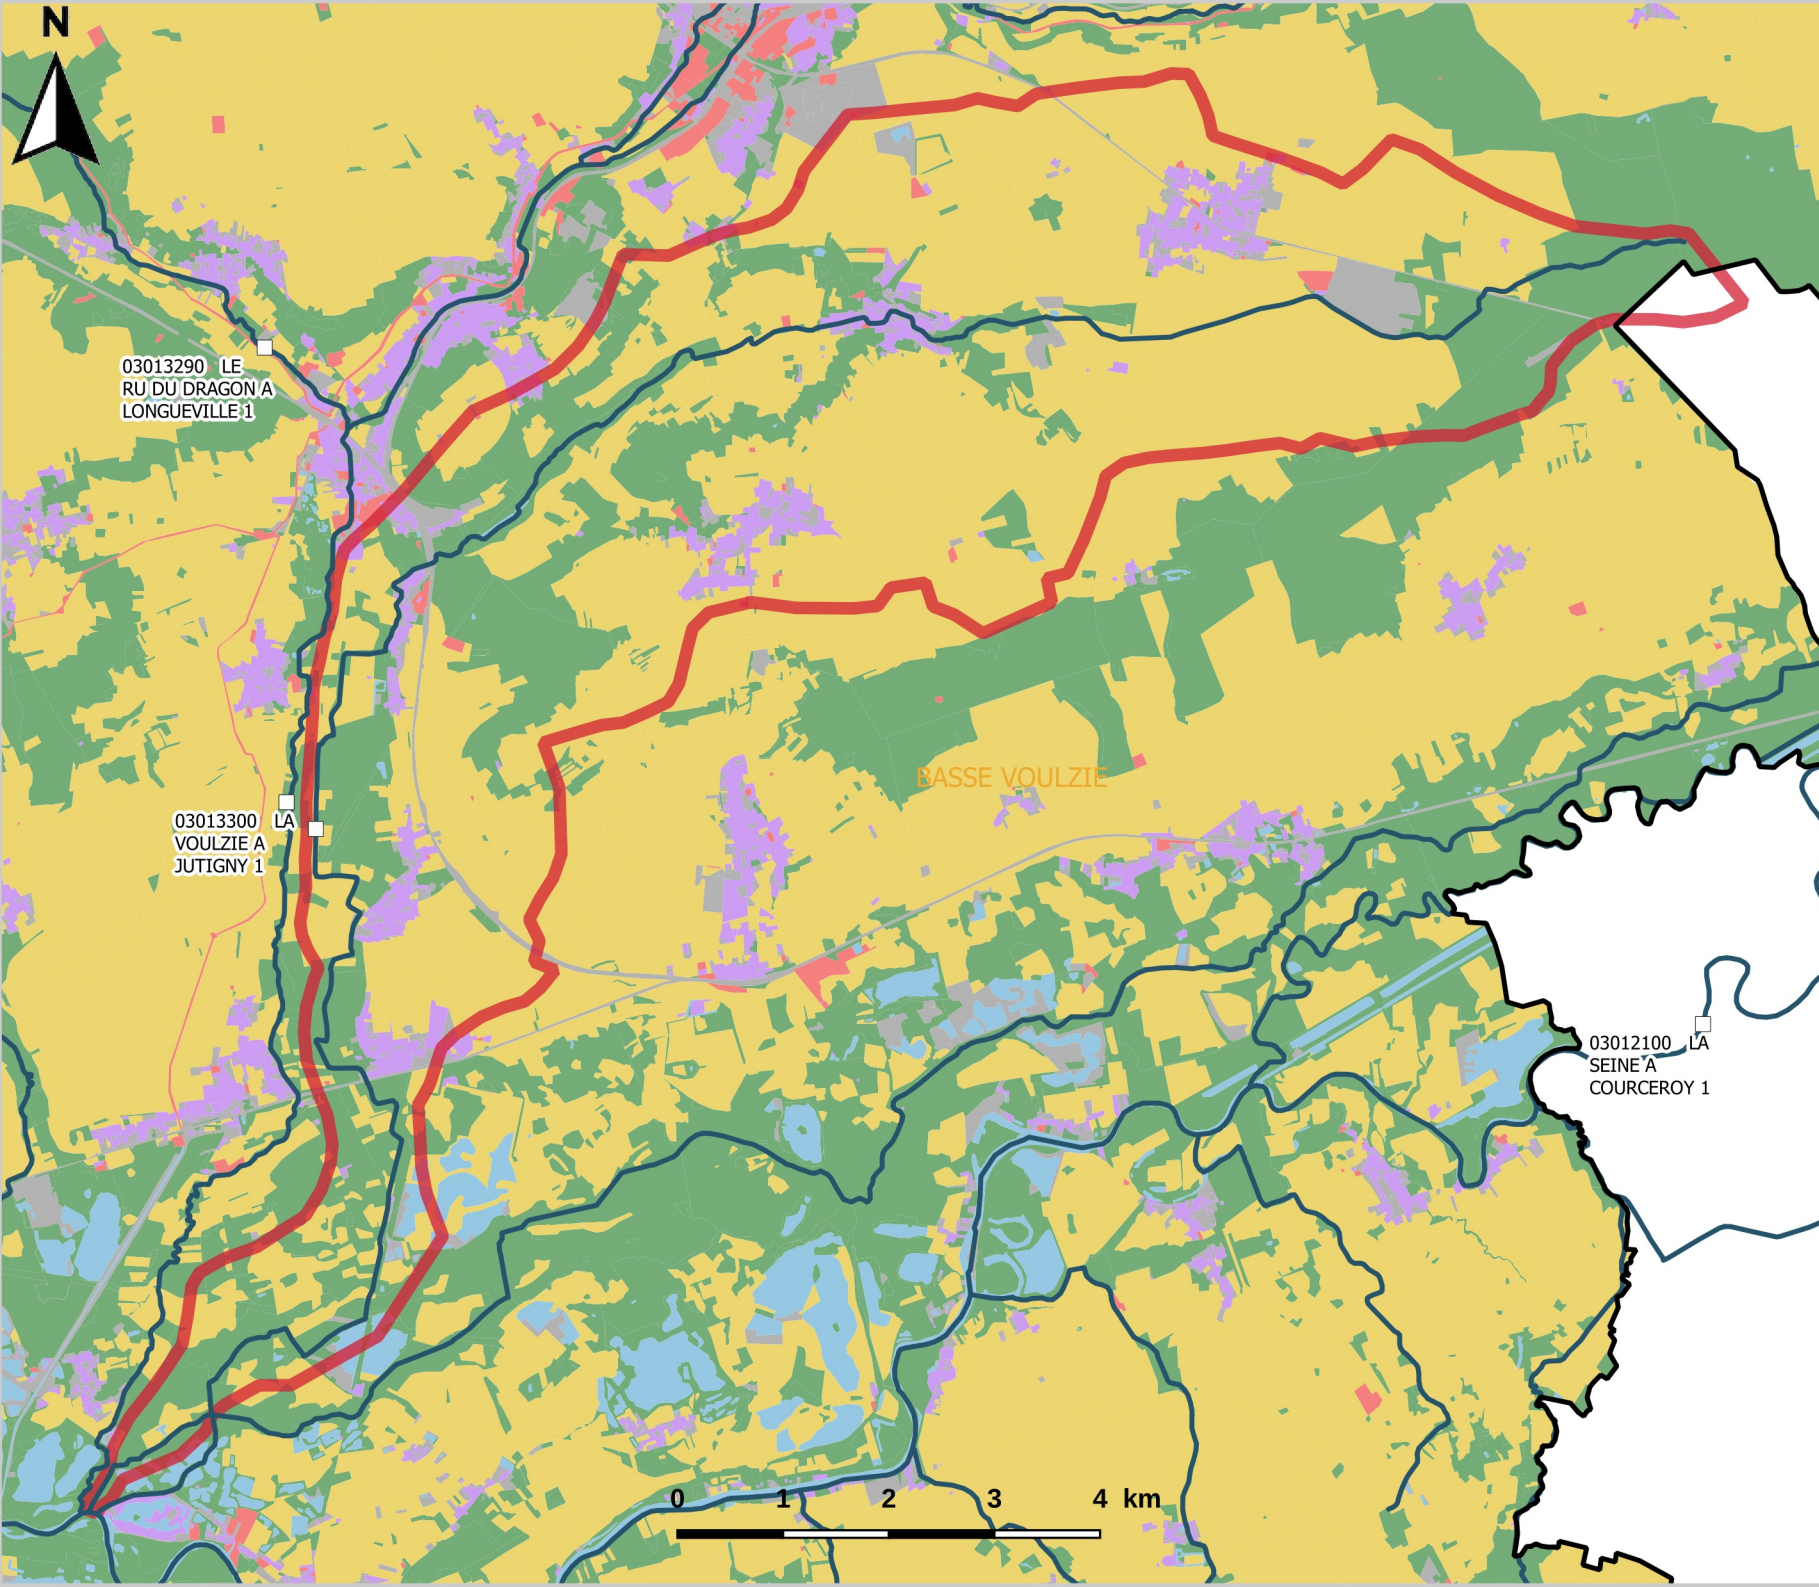 N
03013290 LE
RU DU DRAGON A
LONGUEVILLE 1
BASSE VOULZIE
03013300 LA
VOULZIE A
JUTIGNY 1
03012100 LA
SEINE A
COURCEROY 1
0 1 2 3 4 km